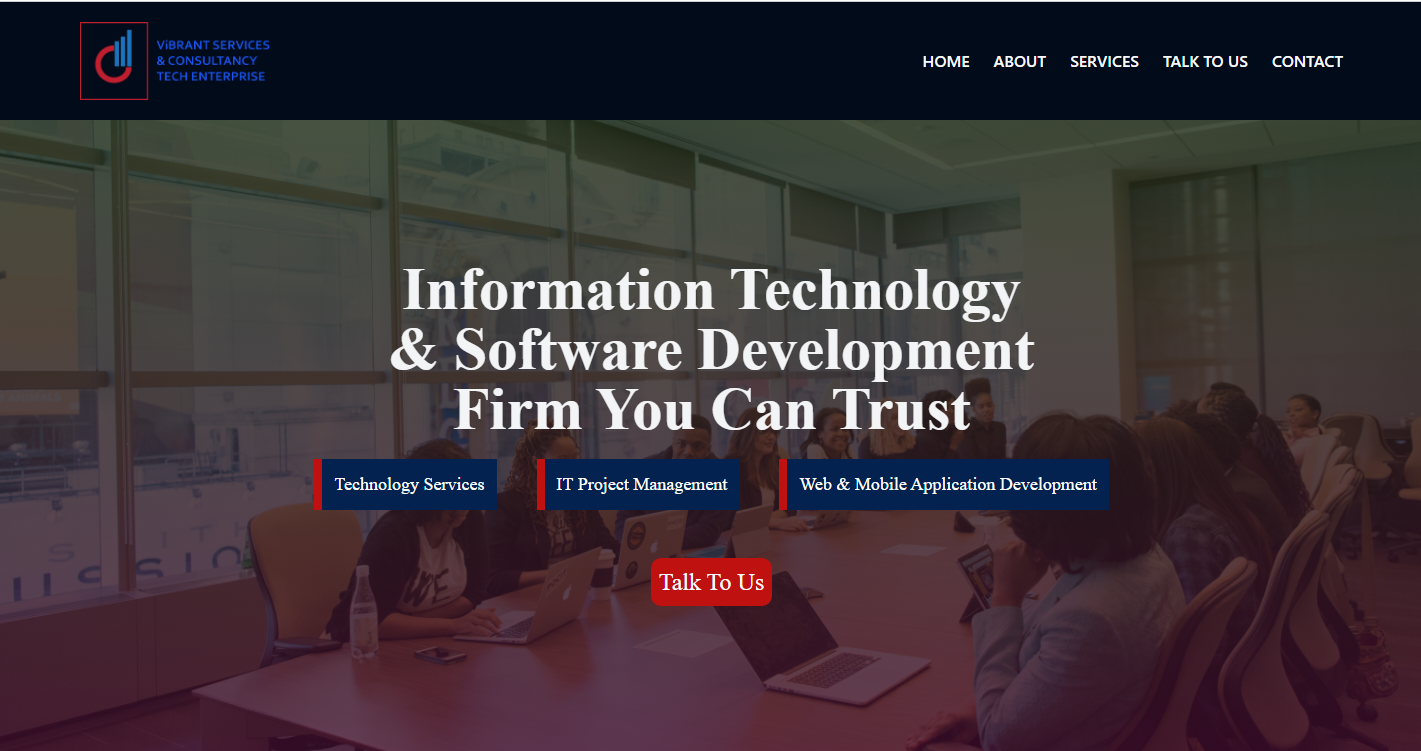 ViBRANT SERVICES
& CONSULTANCY
TECH ENTERPRISE
HOME ABOUT SERVICES TALK TO US CONTACT
Information Technology
& Software Development
Firm You Can Trust
Technology Services IT Project Management Web & Mobile Application Development
Talk To Us
WE